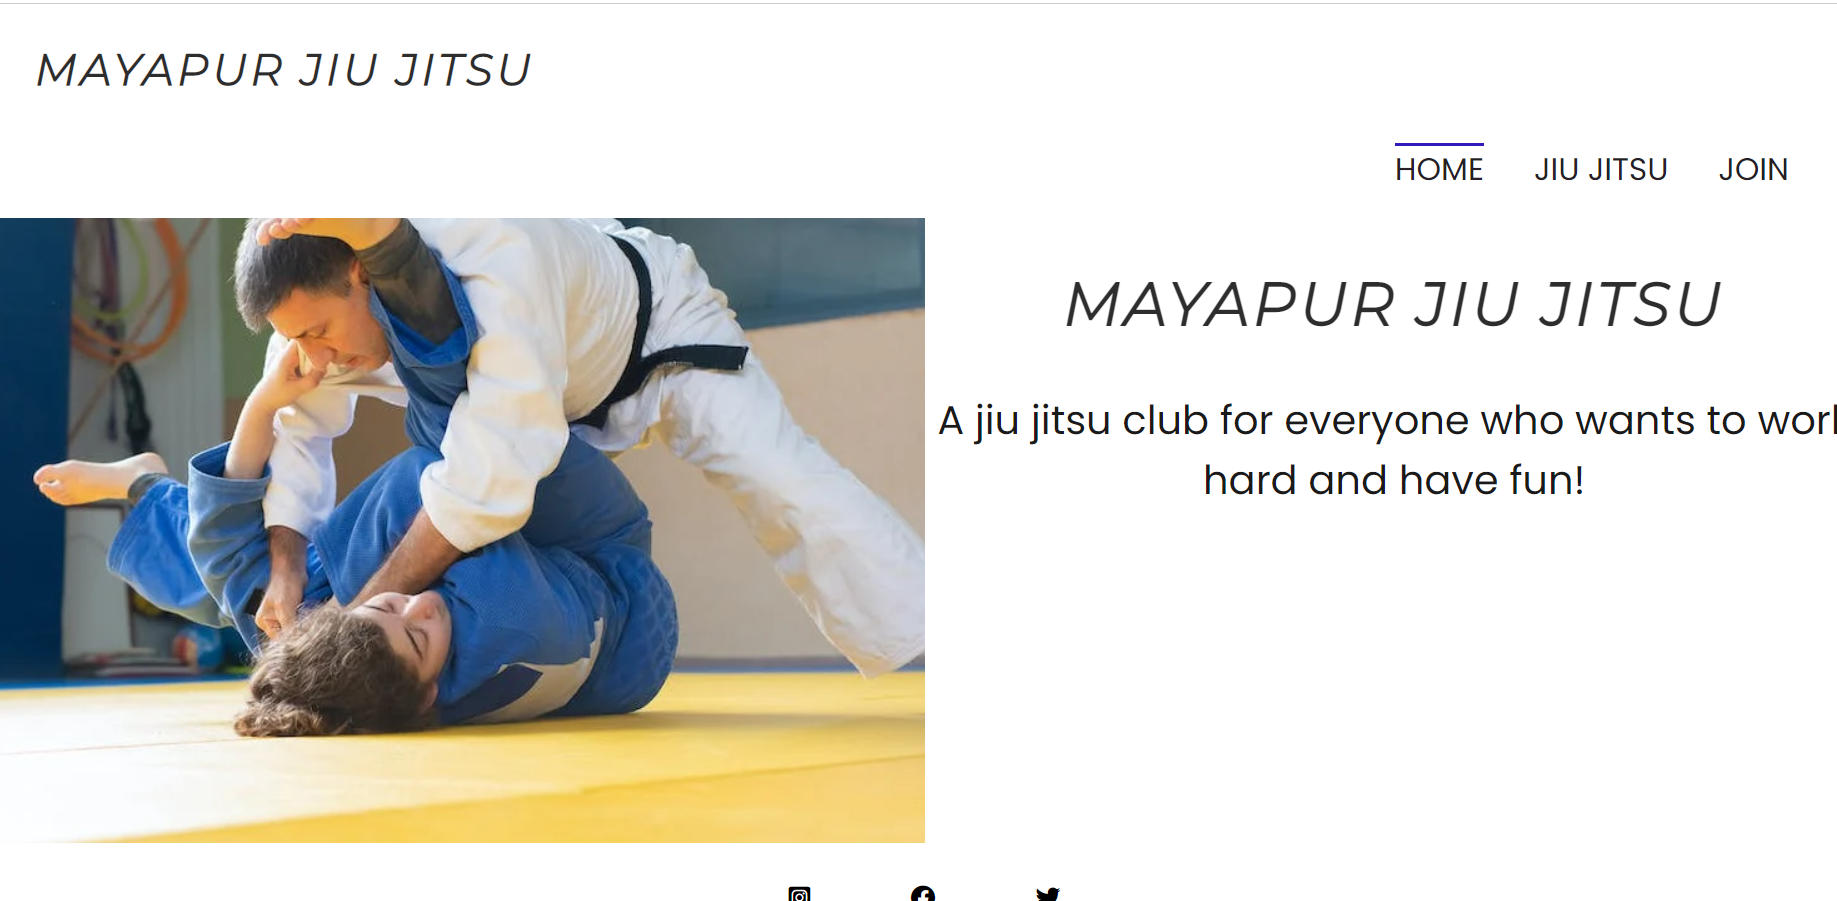 MAYAPUR JIU JITSU
HOME JIU JITSU JOIN
MAYAPUR JIU JITSU
A jiu jitsu club for everyone who wants to work
hard and have fun!